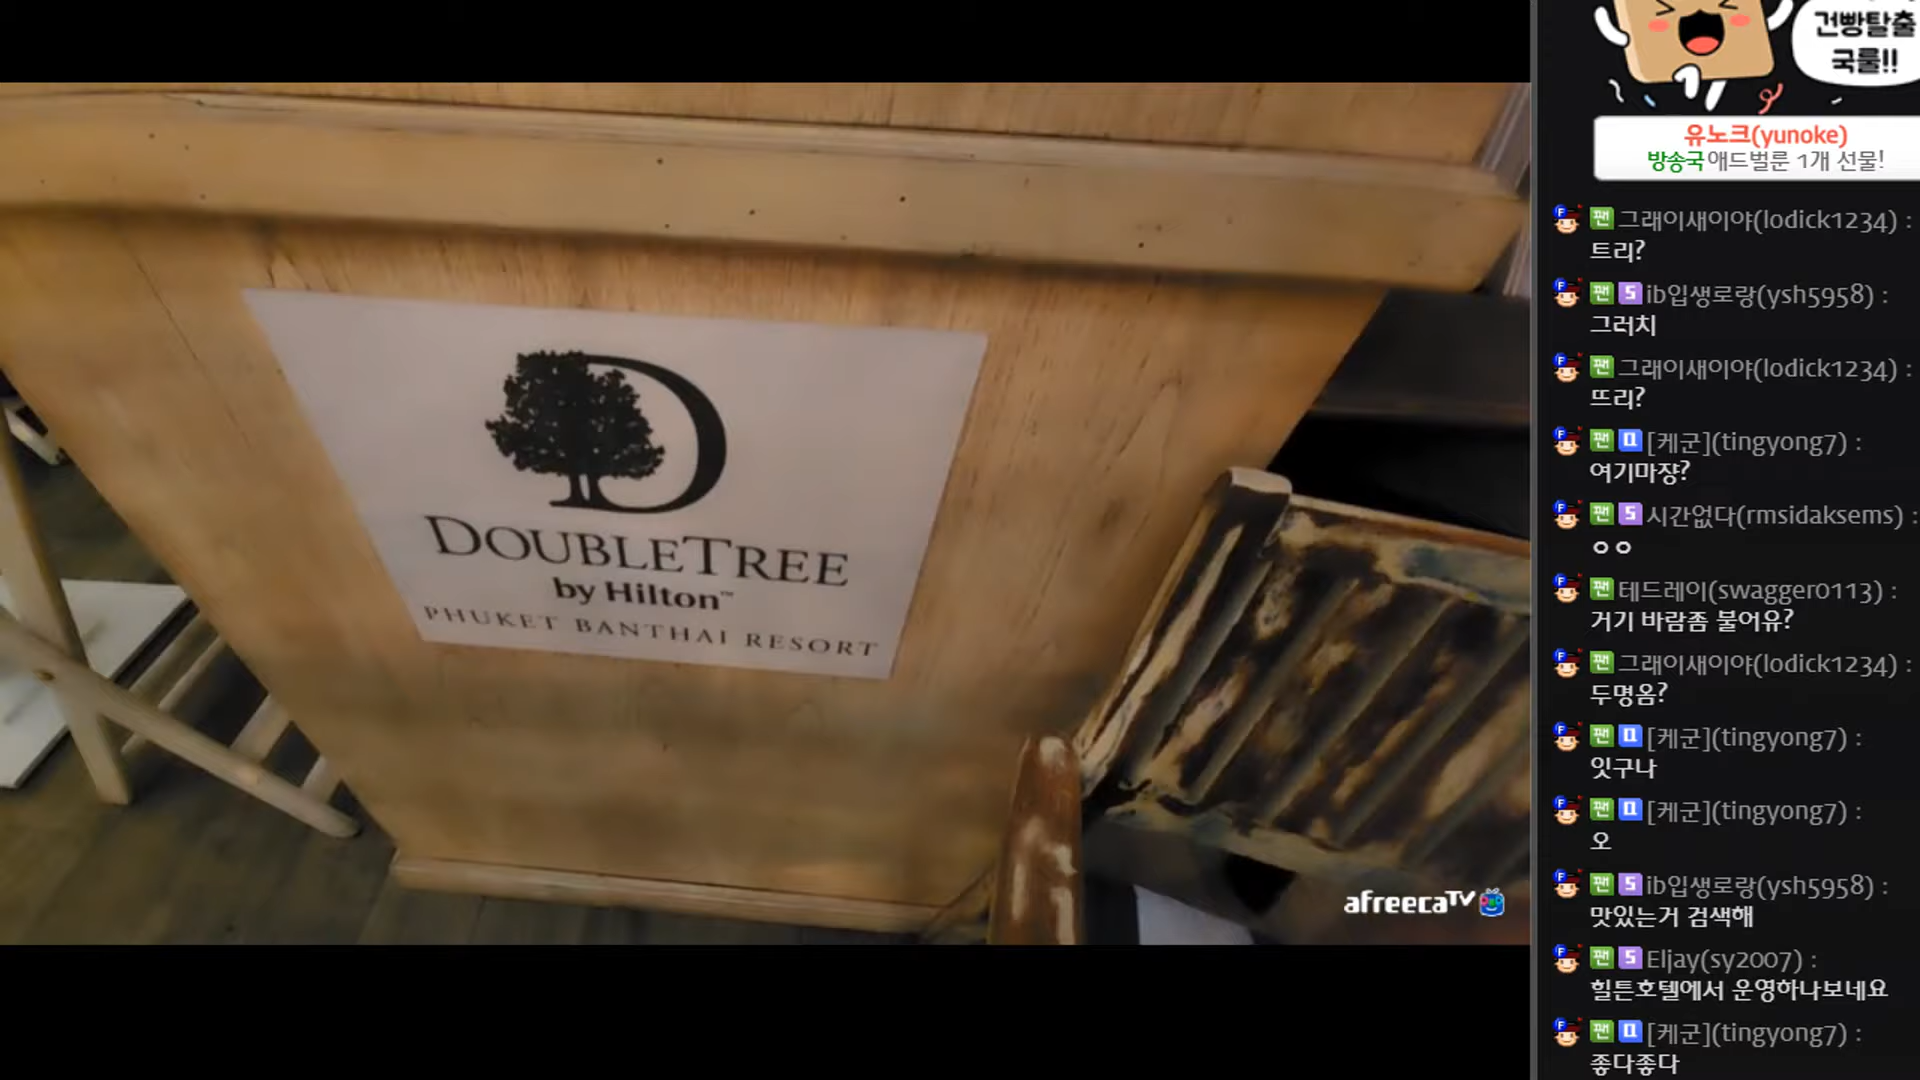 DOUBLETREE
by Hilton™
PHUKET BANTHAI RESORT
afreecaTV
건빵탈출
국룰!!
유노크(yunoke)
방송국애드벌룬 1개 선물!
팬 그래이새이야(lodick1234) :
트리?
팬 S ib입생로랑(ysh5958) :
그러치
팬 그래이새이야(lodick1234) :
뜨리?
팬 [케군](tingyong7) :
여기마쟝?
팬 S 시간없다(rmsidaksems) :
ㅇㅇ
팬 테드레이(swagger0113) :
거기 바람좀 불어유?
팬 그래이새이야(lodick1234) :
두명옴?
팬 [케군](tingyong7) :
잇구나
팬 [케군](tingyong7) :
오
팬 S ib입생로랑(ysh5958) :
맛있는거 검색해
팬 S Eljay(sy2007) :
힐튼호텔에서 운영하나보네요
팬 [케군](tingyong7) :
좋다좋다